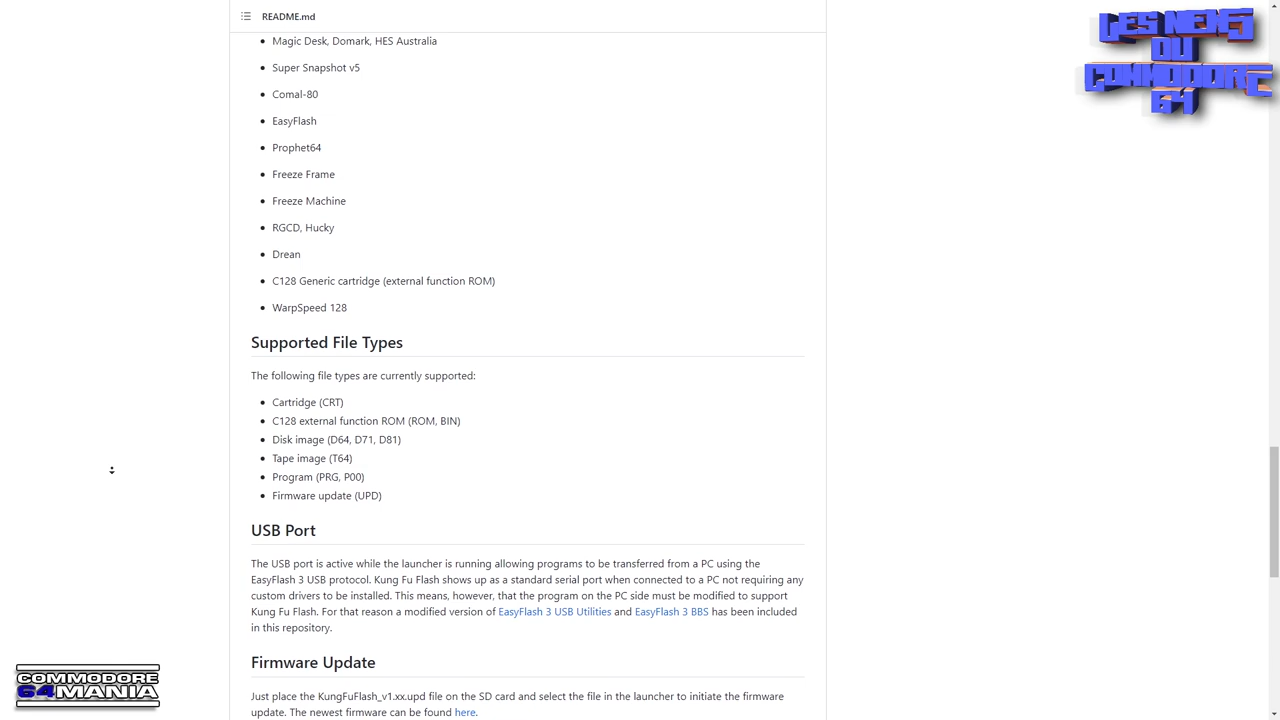 README.md
LES NEWS
DU
COMMODORE
64
Magic Desk, Domark, HES Australia
Super Snapshot v5
Comal-80
EasyFlash
Prophet64
Freeze Frame
Freeze Machine
RGCD, Hucky
Drean
C128 Generic cartridge (external function ROM)
WarpSpeed 128
Supported File Types
The following file types are currently supported:
Cartridge (CRT)
C128 external function ROM (ROM, BIN)
Disk image (D64, D71, D81)
Tape image (T64)
Program (PRG, P00)
Firmware update (UPD)
USB Port
The USB port is active while the launcher is running allowing programs to be transferred from a PC using the
EasyFlash 3 USB protocol. Kung Fu Flash shows up as a standard serial port when connected to a PC not requiring any
custom drivers to be installed. This means, however, that the program on the PC side must be modified to support
Kung Fu Flash. For that reason a modified version of EasyFlash 3 USB Utilities and EasyFlash 3 BBS has been included
in this repository.
Firmware Update
Just place the KungFuFlash_v1.xx.upd file on the SD card and select the file in the launcher to initiate the firmware
update. The newest firmware can be found here.
COMMODORE
64MANIA